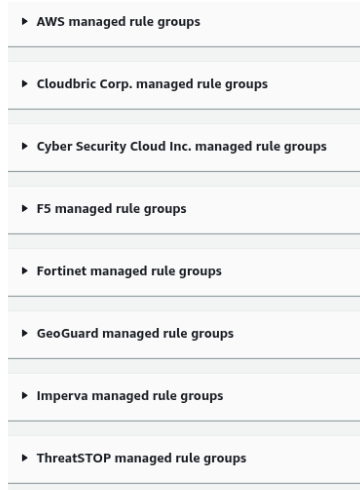 AWS managed rule groups
Cloudbric Corp. managed rule groups
Cyber Security Cloud Inc. managed rule groups
F5 managed rule groups
Fortinet managed rule groups
GeoGuard managed rule groups
Imperva managed rule groups
ThreatSTOP managed rule groups